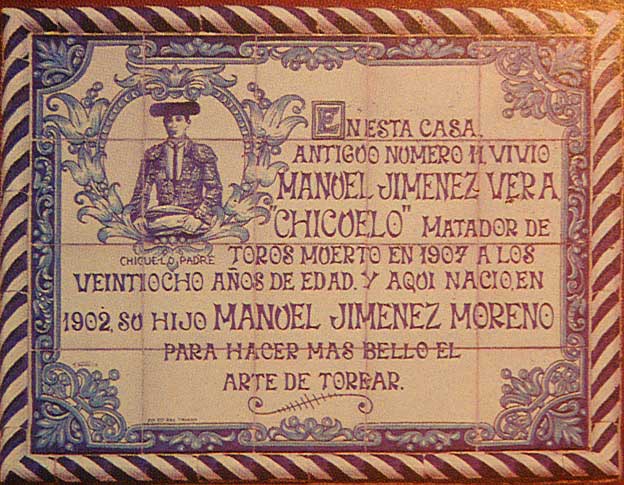 EN ESTA CASA.
ANTIGUO NUMERO 11. VIVIO
MANUEL JIMENEZ VERA
"CHICUELO" MATADOR DE
CHICUELO, PADRE
TOROS MUERTO EN 1907 A LOS
VEINTIOCHO AÑOS DE EDAD. Y AQUI NACIO, EN
1902, SU HIJO MANUEL JIMENEZ MORENO
PARA HACER MAS BELLO EL
ARTE DE TOREAR.